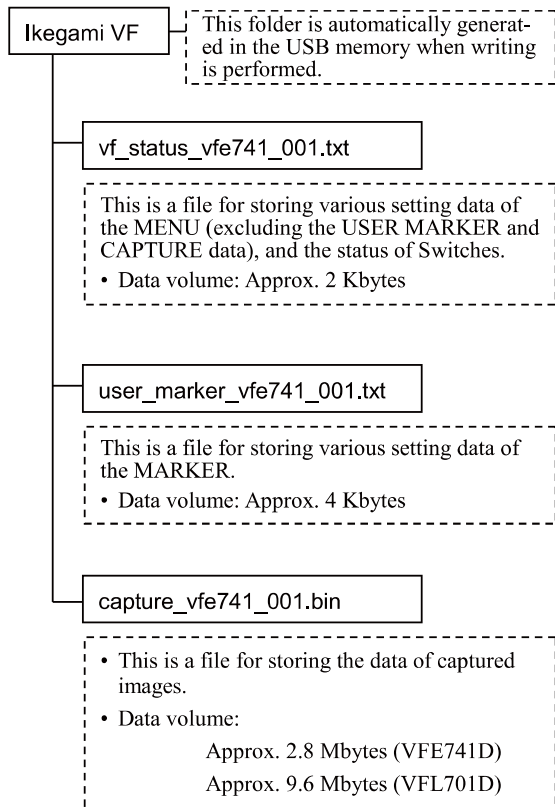 Ikegami VF
This folder is automatically generat-
ed in the USB memory when writing
is performed.
vf_status_vfe741_001.txt
This is a file for storing various setting data of
the MENU (excluding the USER MARKER and
CAPTURE data), and the status of Switches.
• Data volume: Approx. 2 Kbytes
user_marker_vfe741_001.txt
This is a file for storing various setting data of
the MARKER.
• Data volume: Approx. 4 Kbytes
capture_vfe741_001.bin
• This is a file for storing the data of captured
images.
• Data volume:
Approx. 2.8 Mbytes (VFE741D)
Approx. 9.6 Mbytes (VFL701D)